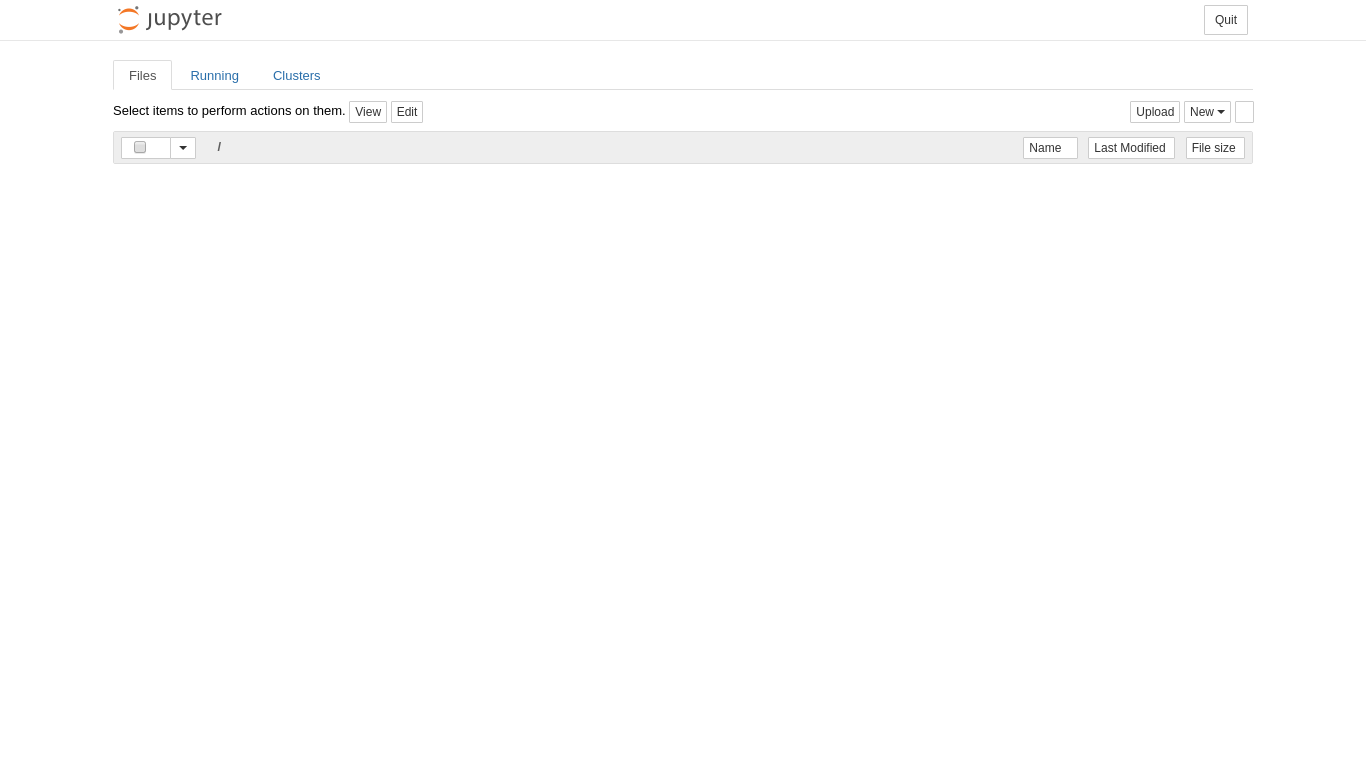 jupyter Quit
Files Running Clusters
Select items to perform actions on them. View Edit Upload New
/ Name Last Modified File size